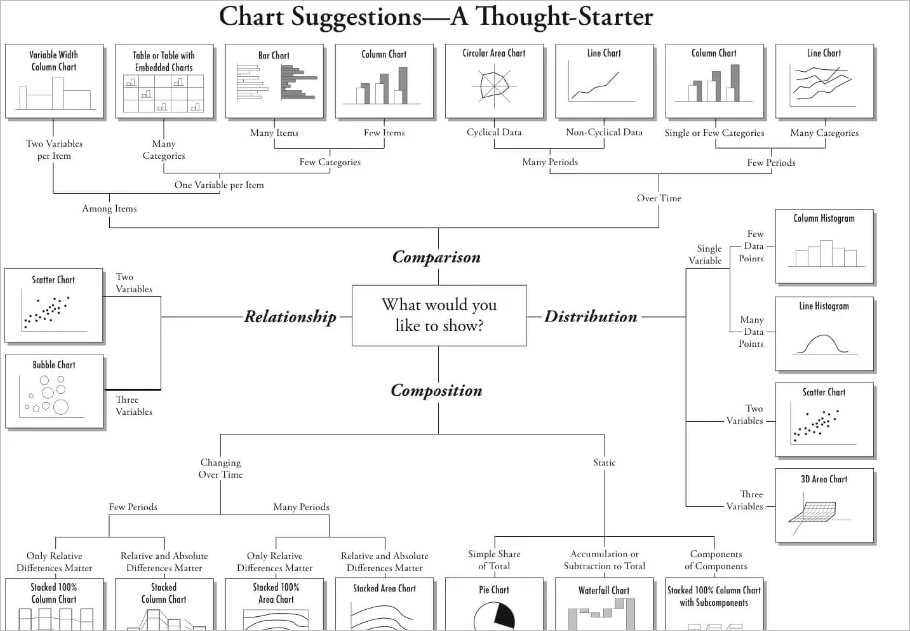 Chart Suggestions—A Thought-Starter
Variable Width
Column Chart
Table or Table with
Embedded Charts
Bar Chart
Column Chart
Circular Area Chart
Line Chart
Column Chart
Line Chart
Two Variables
per Item
Many
Categories
Many Items
Few Items
Cyclical Data
Non-Cyclical Data
Single or Few Categories
Many Categories
Few Categories
Many Periods
Few Periods
One Variable per Item
Among Items
Over Time
Comparison
What would you
like to show?
Relationship
Two
Variables
Scatter Chart
Three
Variables
Bubble Chart
Distribution
Single
Variable
Few
Data
Points
Column Histogram
Many
Data
Points
Line Histogram
Two
Variables
Scatter Chart
Three
Variables
3D Area Chart
Composition
Changing
Over Time
Static
Few Periods
Many Periods
Only Relative
Differences Matter
Relative and Absolute
Differences Matter
Only Relative
Differences Matter
Relative and Absolute
Differences Matter
Simple Share
of Total
Accumulation or
Subtraction to Total
Components
of Components
Stacked 100%
Column Chart
Stacked
Column Chart
Stacked 100%
Area Chart
Stacked Area Chart
Pie Chart
Waterfall Chart
Stacked 100% Column Chart
with Subcomponents